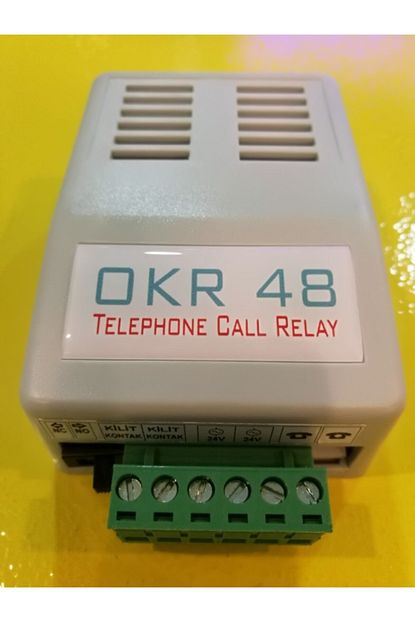 OKR 48
TELEPHONE CALL RELAY
KİLİT KİLİT
KONTAK KONTAK
24V 24V